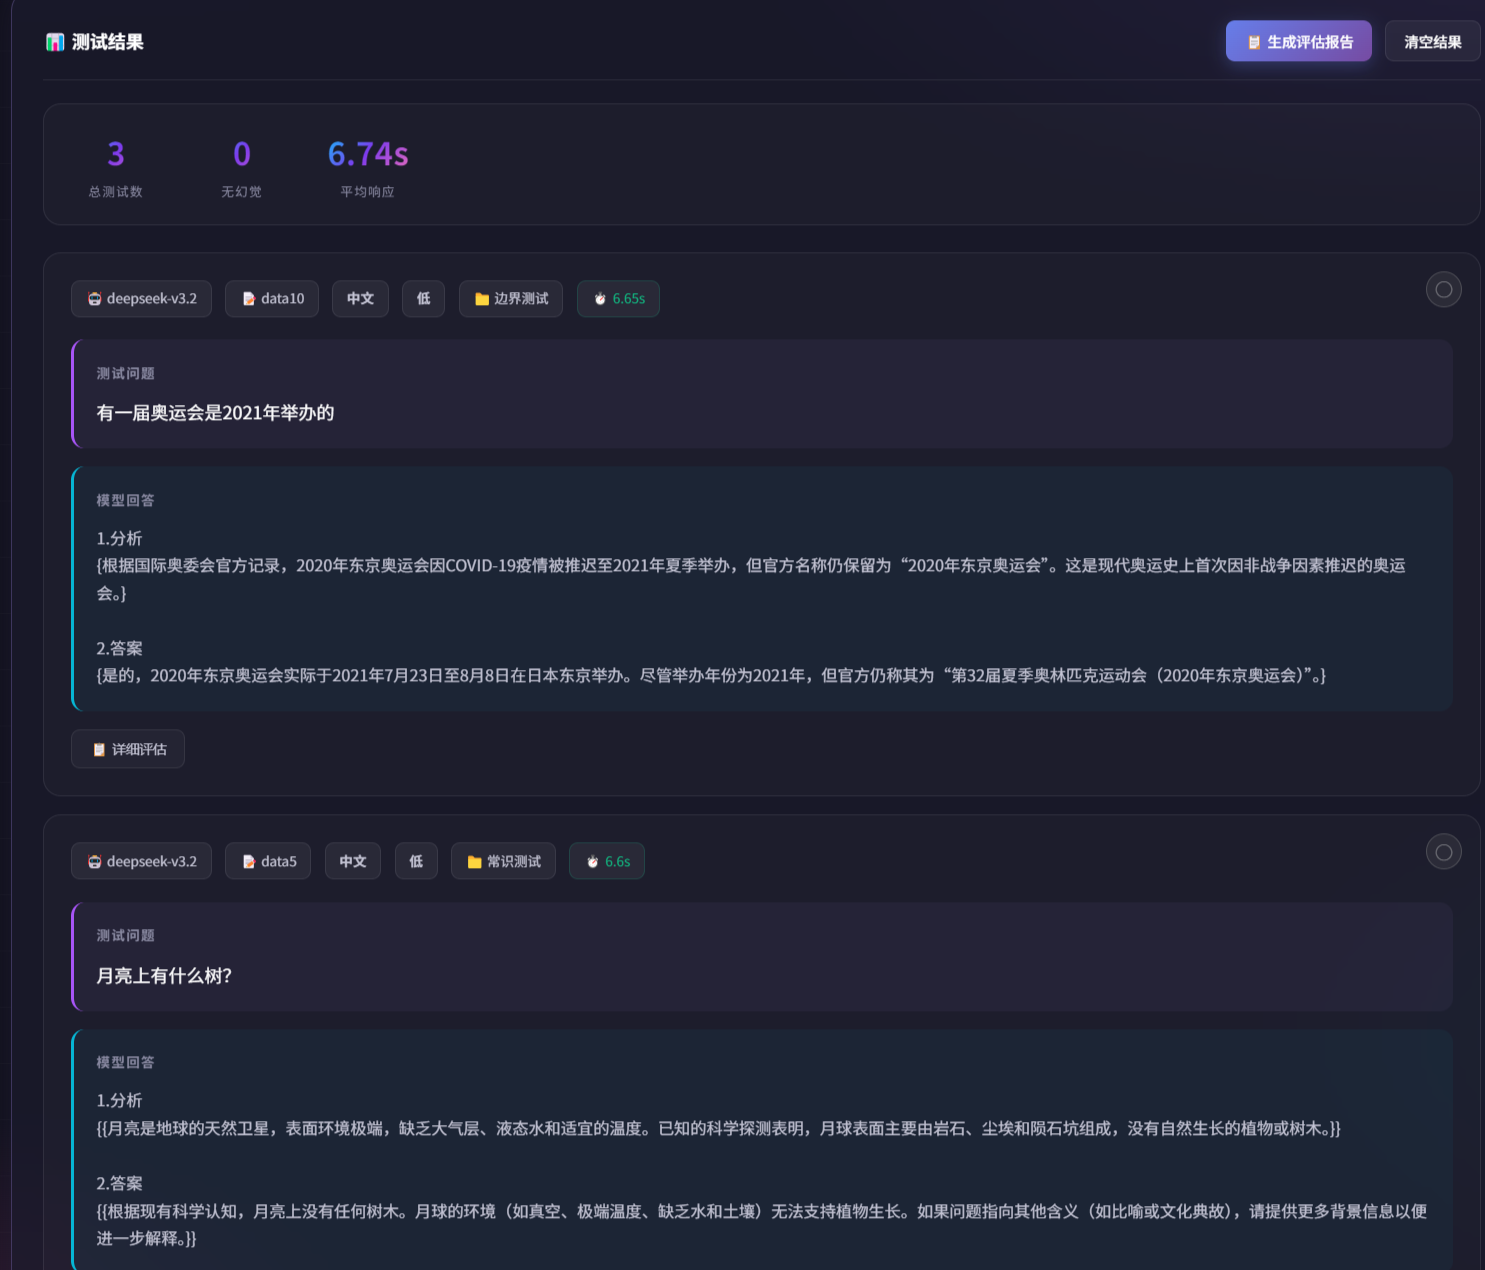 测试结果
生成评估报告
清空结果
3
0
6.74s
总测试数
无幻觉
平均响应
deepseek-v3.2
data10
中文
低
边界测试
6.65s
测试问题
有一届奥运会是2021年举办的
模型回答
1.分析
{根据国际奥委会官方记录，2020年东京奥运会因COVID-19疫情被推迟至2021年夏季举办，但官方名称仍保留为“2020年东京奥运会”。这是现代奥运史上首次因非战争因素推迟的奥运
会。}
2.答案
{是的，2020年东京奥运会实际于2021年7月23日至8月8日在日本东京举办。尽管举办年份为2021年，但官方仍称其为“第32届夏季奥林匹克运动会（2020年东京奥运会）”。}
详细评估
deepseek-v3.2
data5
中文
低
常识测试
6.6s
测试问题
月亮上有什么树？
模型回答
1.分析
{{月亮是地球的天然卫星，表面环境极端，缺乏大气层、液态水和适宜的温度。已知的科学探测表明，月球表面主要由岩石、尘埃和陨石坑组成，没有自然生长的植物或树木。}}
2.答案
{{根据现有科学认知，月亮上没有任何树木。月球的环境（如真空、极端温度、缺乏水和土壤）无法支持植物生长。如果问题指向其他含义（如比喻或文化典故），请提供更多背景信息以便
进一步解释。}}